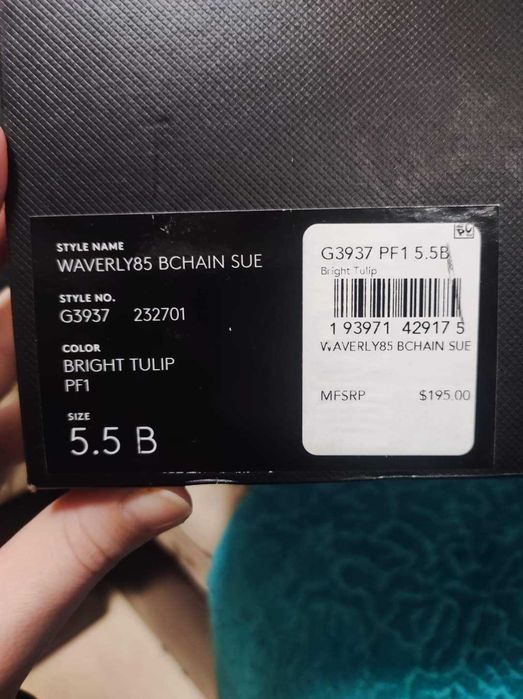 STYLE NAME
WAVERLY85 BCHAIN SUE
STYLE NO.
G3937 232701
COLOR
BRIGHT TULIP
PF1
SIZE
5.5 B
G3937 PF1 5.5B
Bright Tulip
1 93971 42917 5
WAVERLY85 BCHAIN SUE
MFSRP $195.00